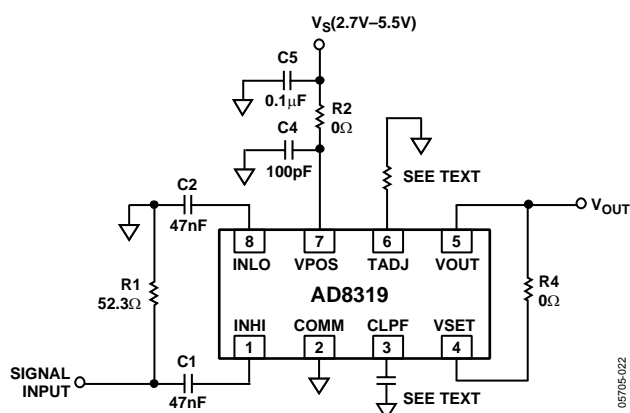 VS(2.7V–5.5V)
C5
0.1µF
R2
0Ω
C4
100pF
SEE TEXT
C2
47nF
VOUT
8
7
6
5
INLO
VPOS
TADJ
VOUT
R1
52.3Ω
AD8319
R4
0Ω
INHI
COMM
CLPF
VSET
1
2
3
4
SIGNAL
INPUT
C1
47nF
SEE TEXT
05705-022